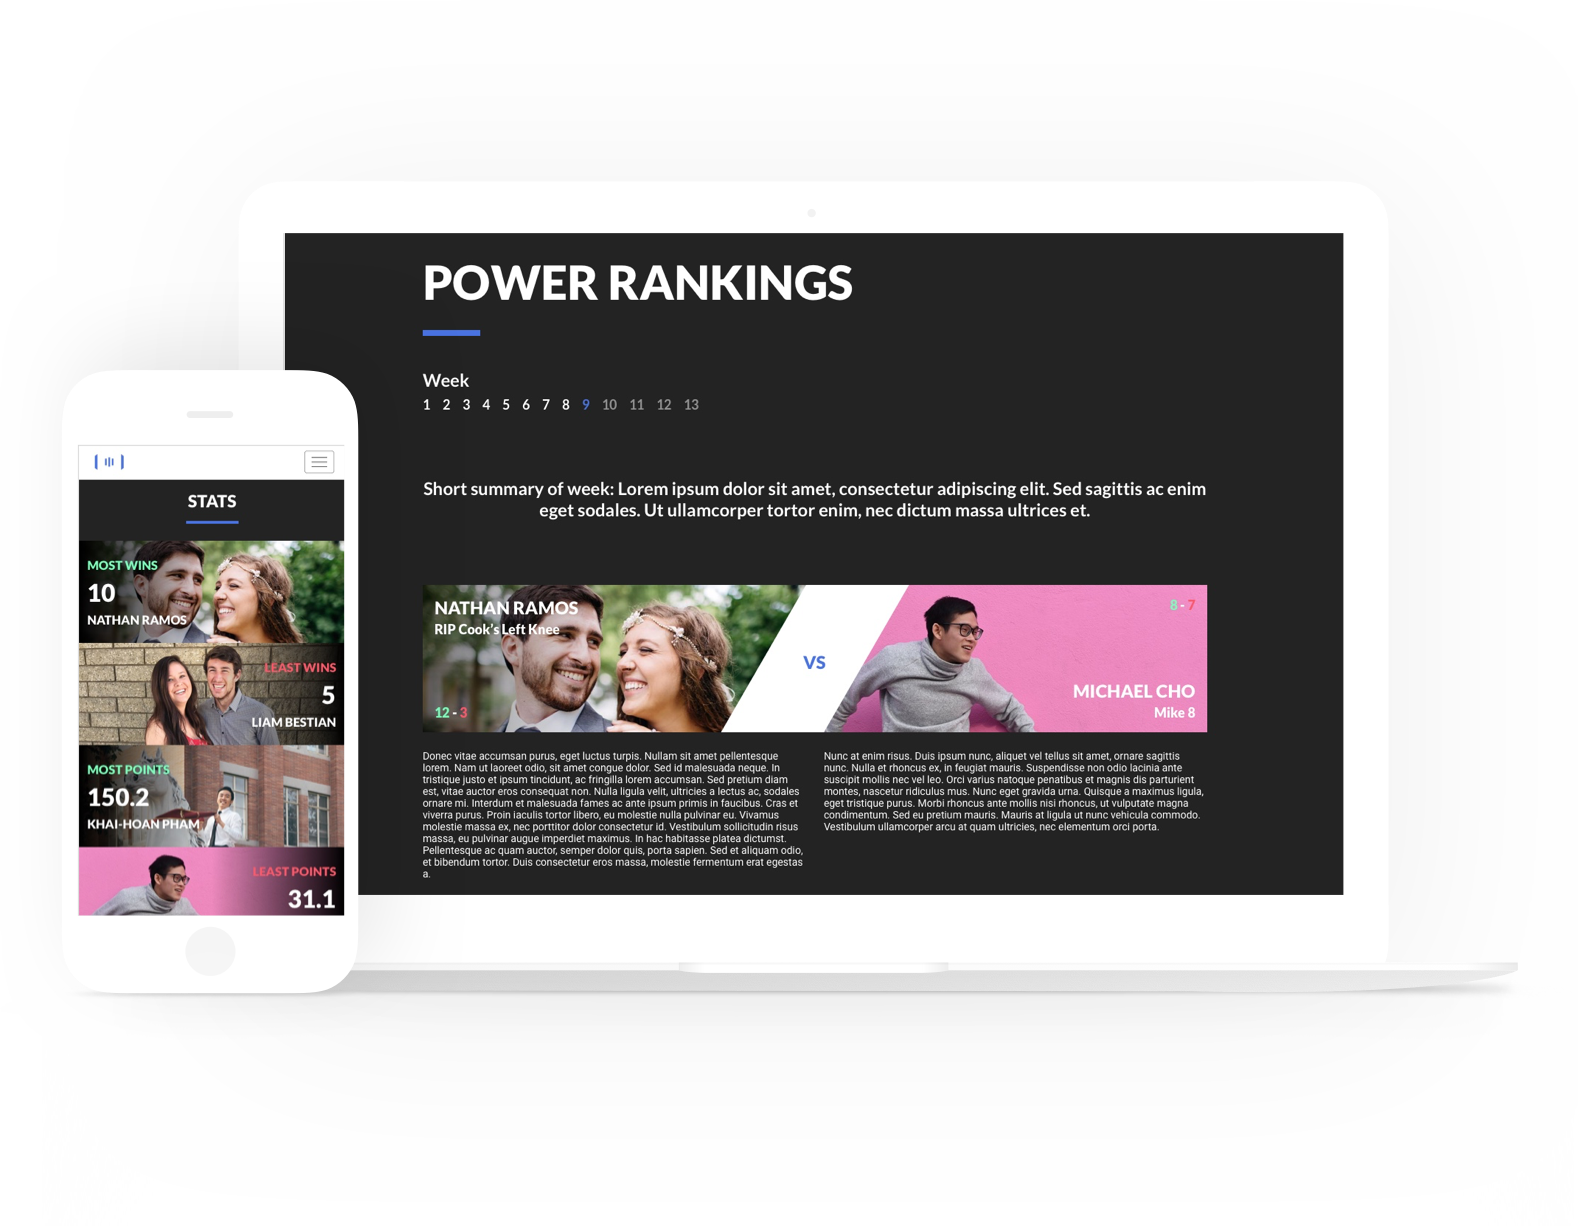 POWER RANKINGS
Week
1 2 3 4 5 6 7 8 9 10 11 12 13
Short summary of week: Lorem ipsum dolor sit amet, consectetur adipiscing elit. Sed sagittis ac enim
eget sodales. Ut ullamcorper tortor enim, nec dictum massa ultrices et.
NATHAN RAMOS
RIP Cook's Left Knee
12 - 3
VS
8 - 7
MICHAEL CHO
Mike 8
Donec vitae accumsan purus, eget luctus turpis. Nullam sit amet pellentesque
lorem. Nam ut laoreet odio, sit amet congue dolor. Sed id malesuada neque. In
tristique justo et ipsum tincidunt, ac fringilla lorem accumsan. Sed pretium diam
est, vitae auctor eros consequat non. Nulla ligula velit, ultricies a lectus ac, sodales
ornare mi. Interdum et malesuada fames ac ante ipsum primis in faucibus. Cras et
viverra purus. Proin iaculis tortor libero, eu molestie nulla pulvinar eu. Vivamus
molestie massa ex, nec porttitor dolor consectetur id. Vestibulum sollicitudin risus
massa, eu pulvinar augue imperdiet maximus. In hac habitasse platea dictumst.
Pellentesque ac quam auctor, semper dolor quis, porta sapien. Sed et aliquam odio,
et bibendum tortor. Duis consectetur eros massa, molestie fermentum erat egestas
a.
Nunc at enim risus. Duis ipsum nunc, aliquet vel tellus sit amet, ornare sagittis
nunc. Nulla et rhoncus ex, in feugiat mauris. Suspendisse non odio lacinia ante
suscipit mollis nec vel leo. Orci varius natoque penatibus et magnis dis parturient
montes, nascetur ridiculus mus. Nunc eget gravida urna. Quisque a maximus ligula,
eget tristique purus. Morbi rhoncus ante mollis nisi rhoncus, ut vulputate magna
condimentum. Sed eu pretium mauris. Mauris at ligula ut nunc vehicula commodo.
Vestibulum ullamcorper arcu at quam ultricies, nec elementum orci porta.
STATS
MOST WINS
10
NATHAN RAMOS
LEAST WINS
5
LIAM BESTIAN
MOST POINTS
150.2
KHAI-HOAN PHAM
LEAST POINTS
31.1